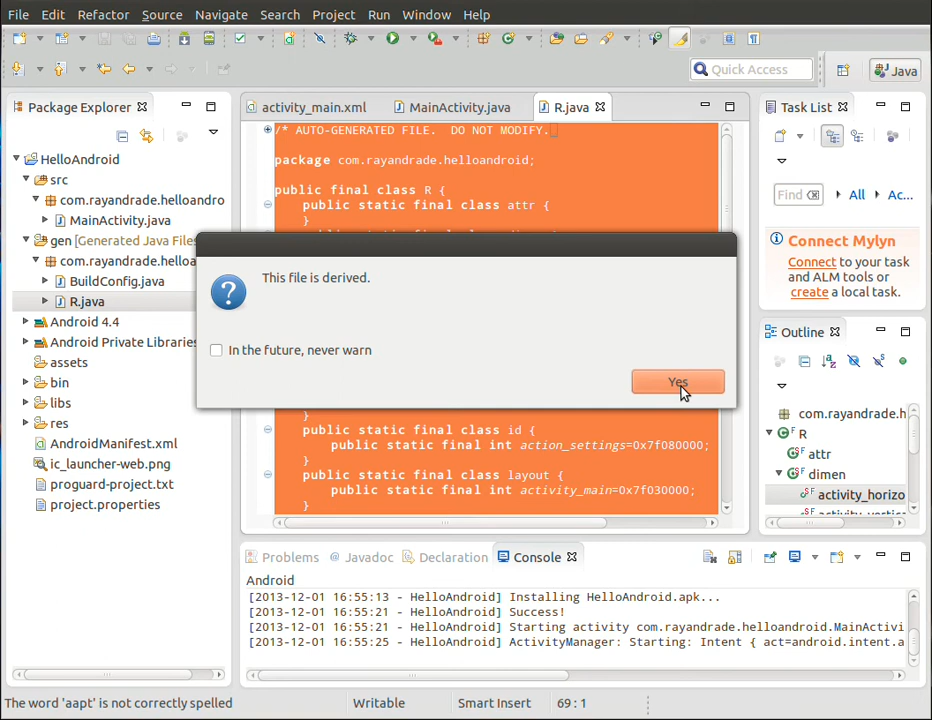 File Edit Refactor Source Navigate Search Project Run Window Help
Quick Access
Java
Package Explorer
HelloAndroid
src
com.rayandrade.helloandro
MainActivity.java
gen [Generated Java Files
com.rayandrade.helloa
BuildConfig.java
R.java
Android 4.4
Android Private Libraries
assets
bin
libs
res
AndroidManifest.xml
ic_launcher-web.png
proguard-project.txt
project.properties
activity_main.xml MainActivity.java R.java
/* AUTO-GENERATED FILE. DO NOT MODIFY.
package com.rayandrade.helloandroid;
public final class R {
public static final class attr {
}
This file is derived.
In the future, never warn
Yes
}
public static final class id {
public static final int action_settings=0x7f080000;
}
public static final class layout {
public static final int activity_main=0x7f030000;
}
Task List
Find All Ac...
Connect Mylyn
Connect to your task
and ALM tools or
create a local task.
Outline
com.rayandrade.h
R
attr
dimen
activity_horizo
Problems Javadoc Declaration Console
Android
[2013-12-01 16:55:13 - HelloAndroid] Installing HelloAndroid.apk...
[2013-12-01 16:55:21 - HelloAndroid] Success!
[2013-12-01 16:55:21 - HelloAndroid] Starting activity com.rayandrade.helloandroid.MainActivi
[2013-12-01 16:55:25 - HelloAndroid] ActivityManager: Starting: Intent { act=android.intent.a
The word 'aapt' is not correctly spelled Writable Smart Insert 69 : 1